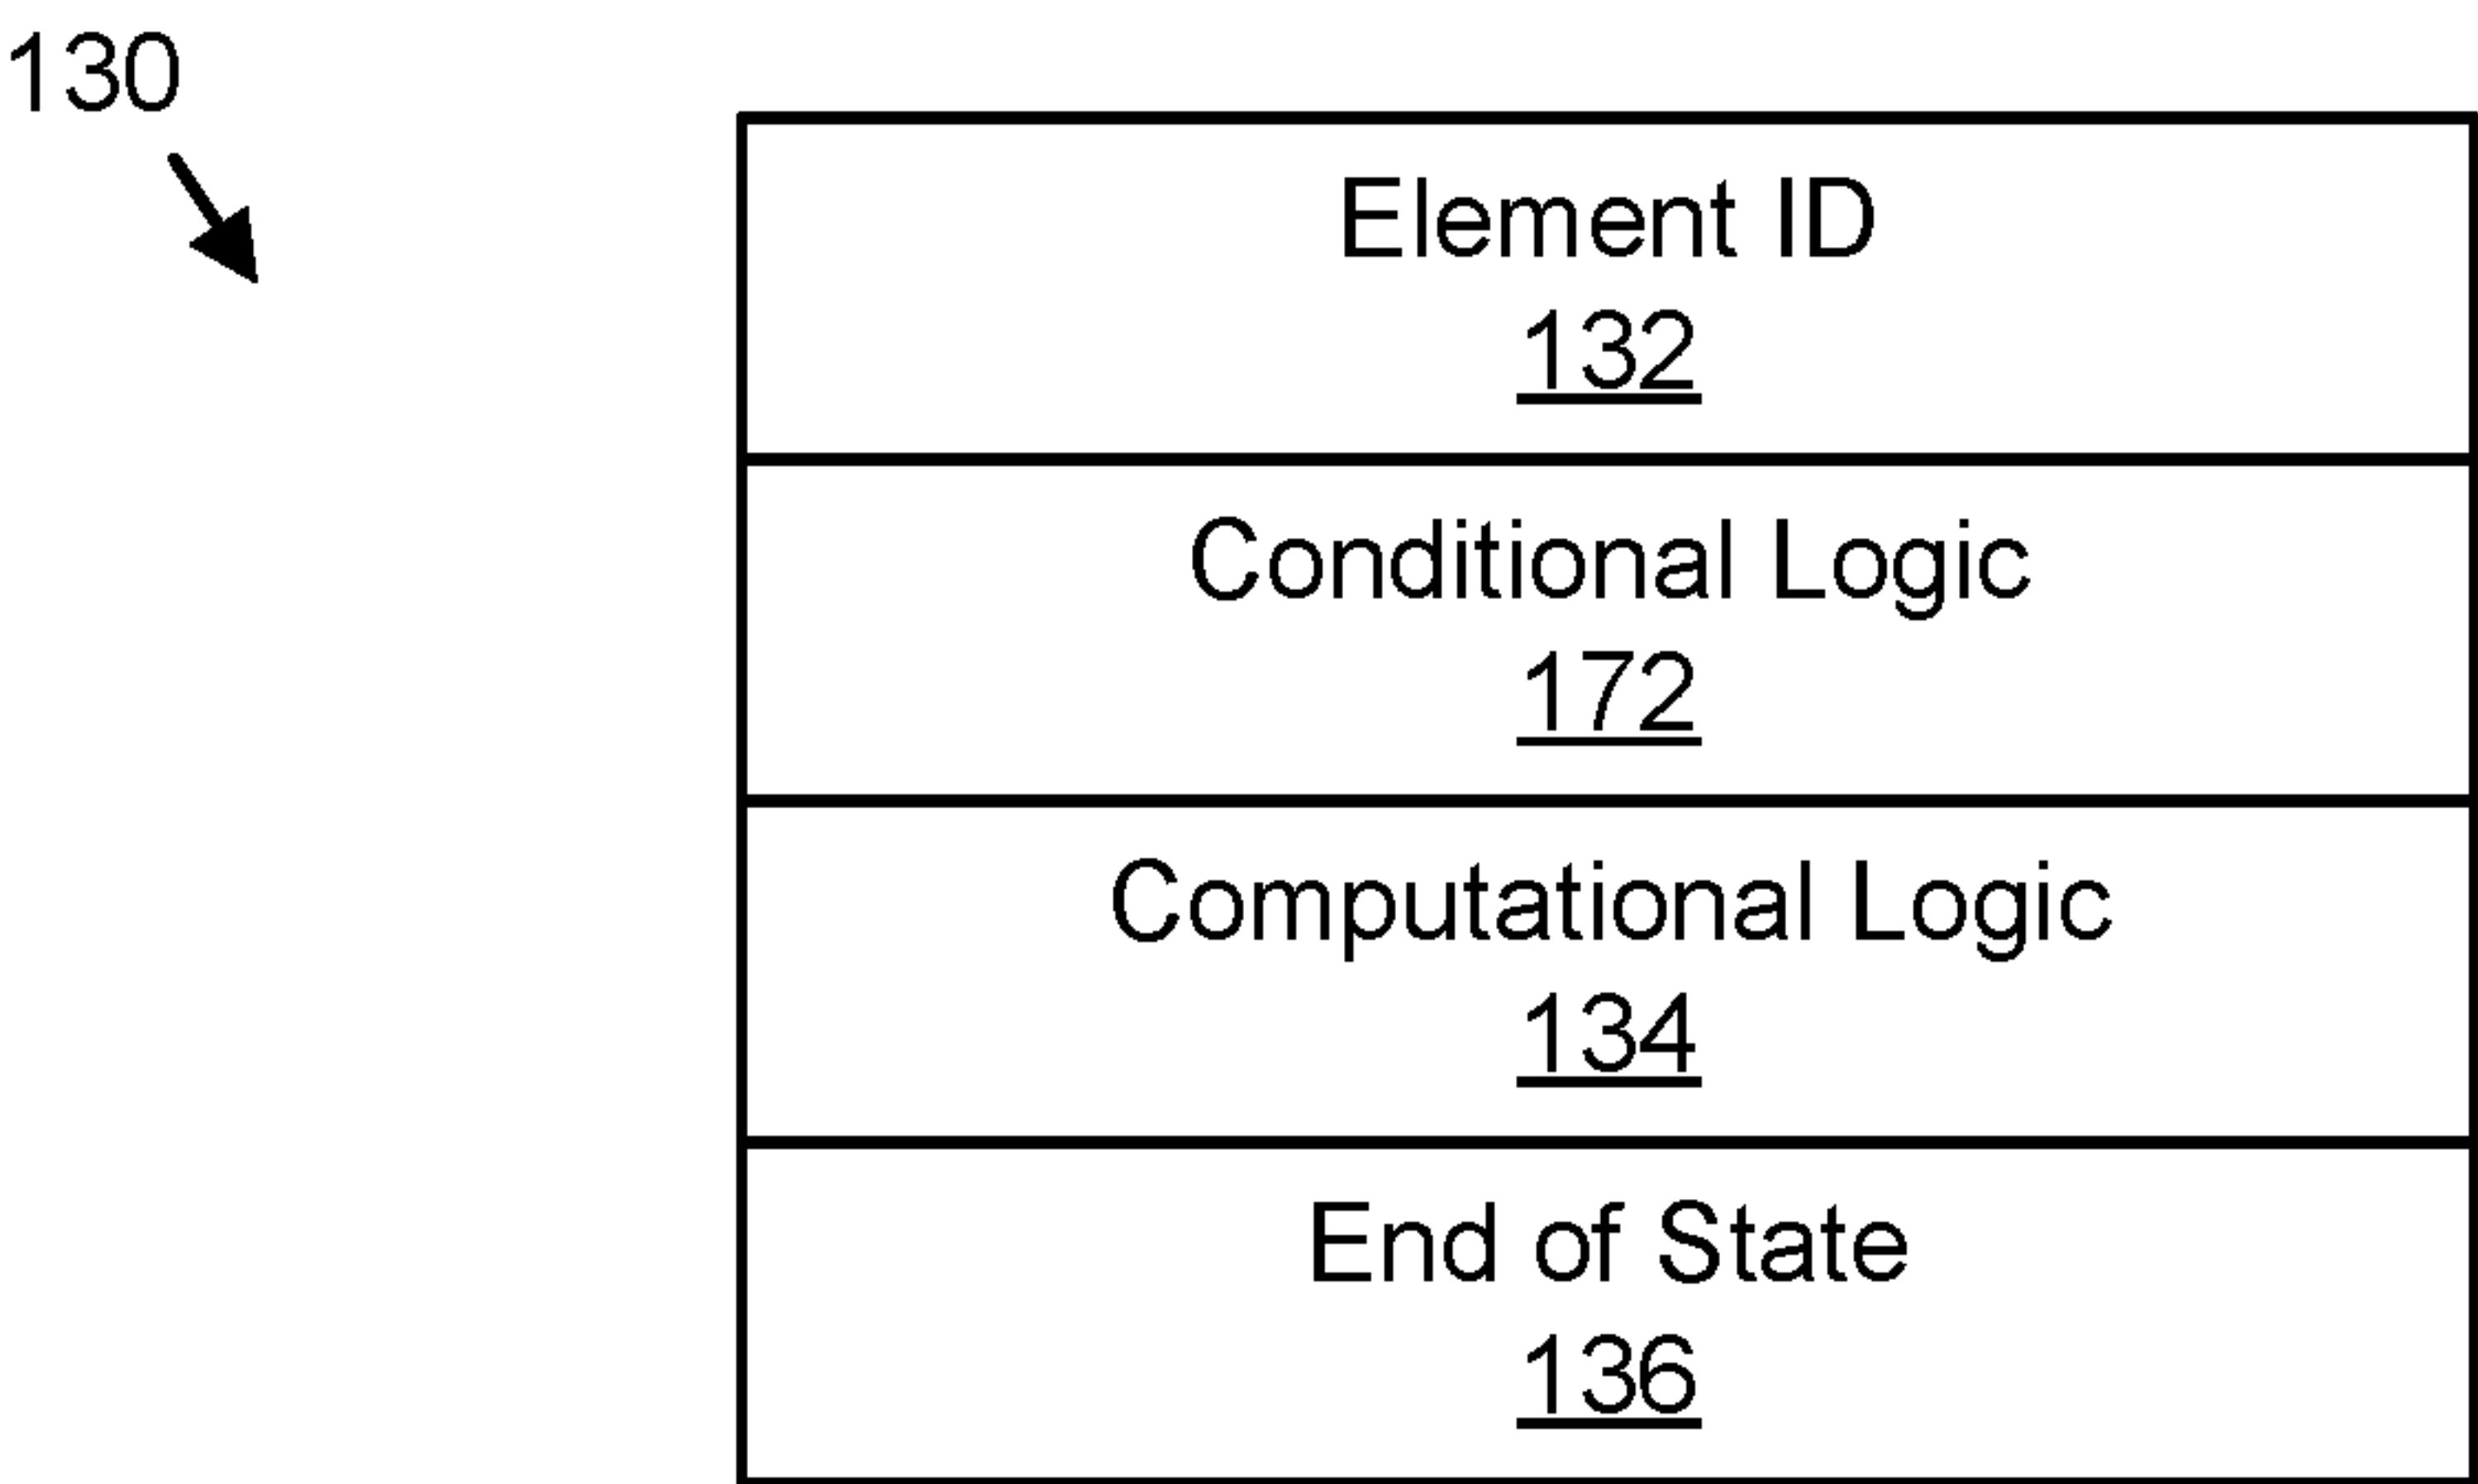 130
Element ID
132
Conditional Logic
172
Computational Logic
134
End of State
136